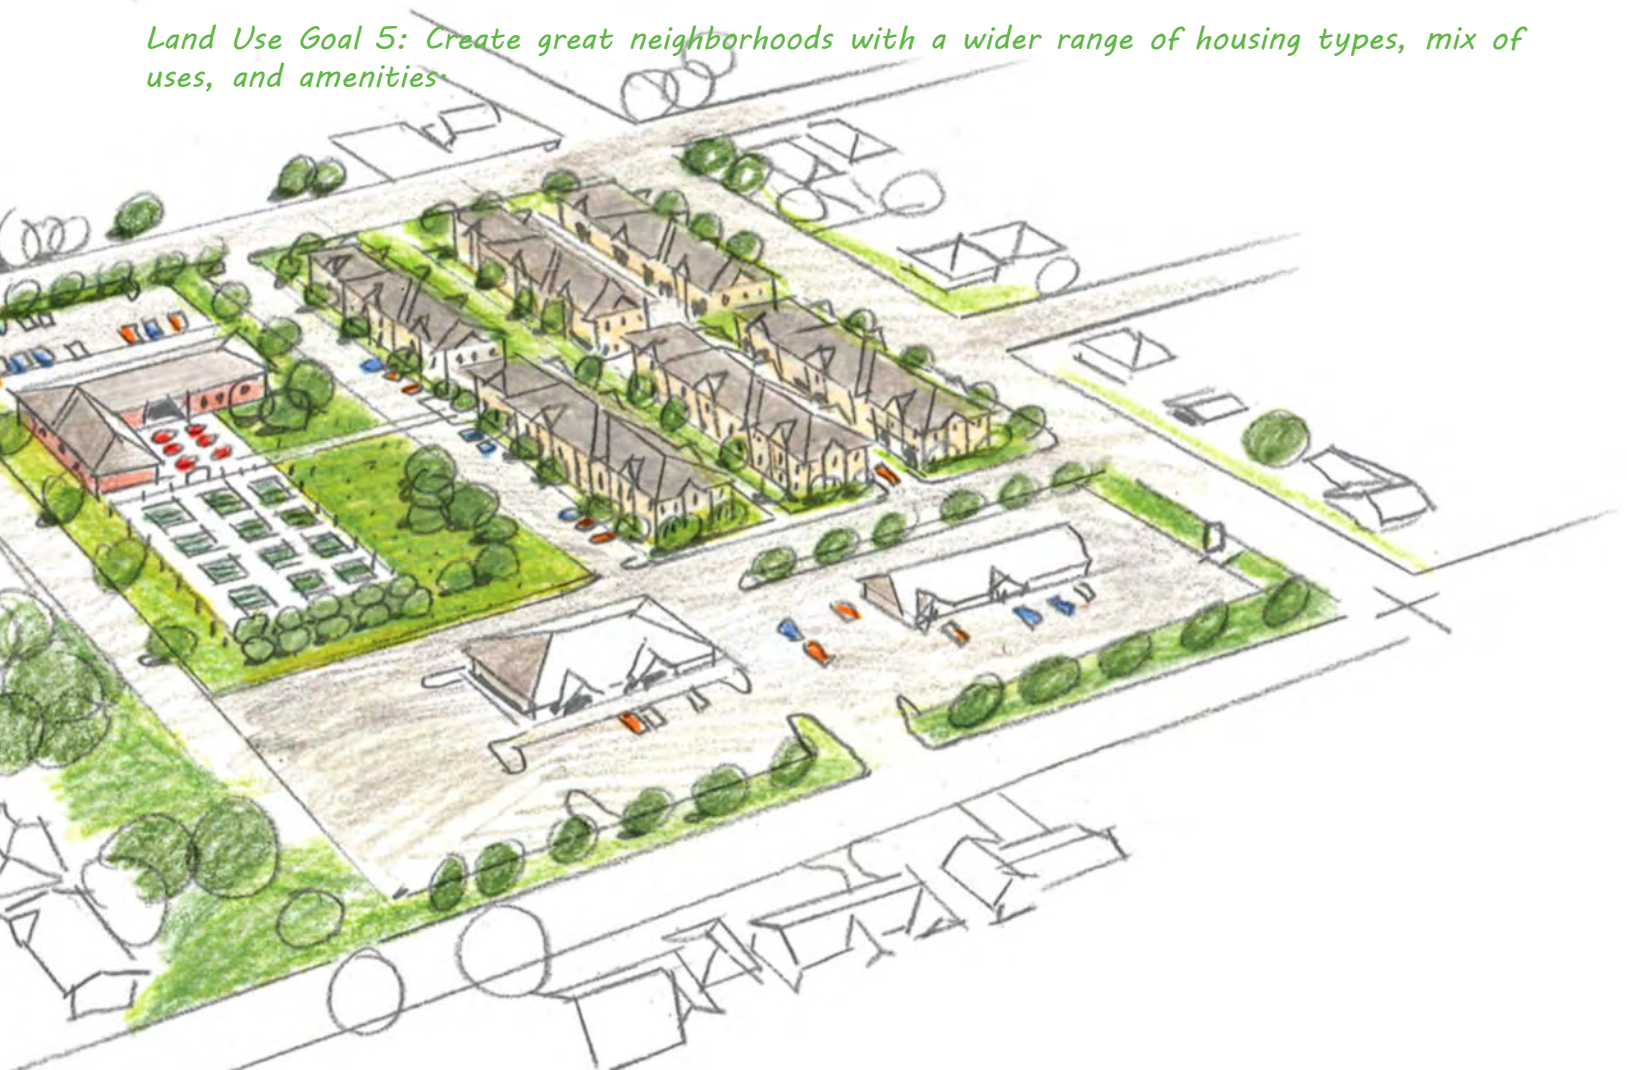 Land Use Goal 5: Create great neighborhoods with a wider range of housing types, mix of
uses, and amenities.